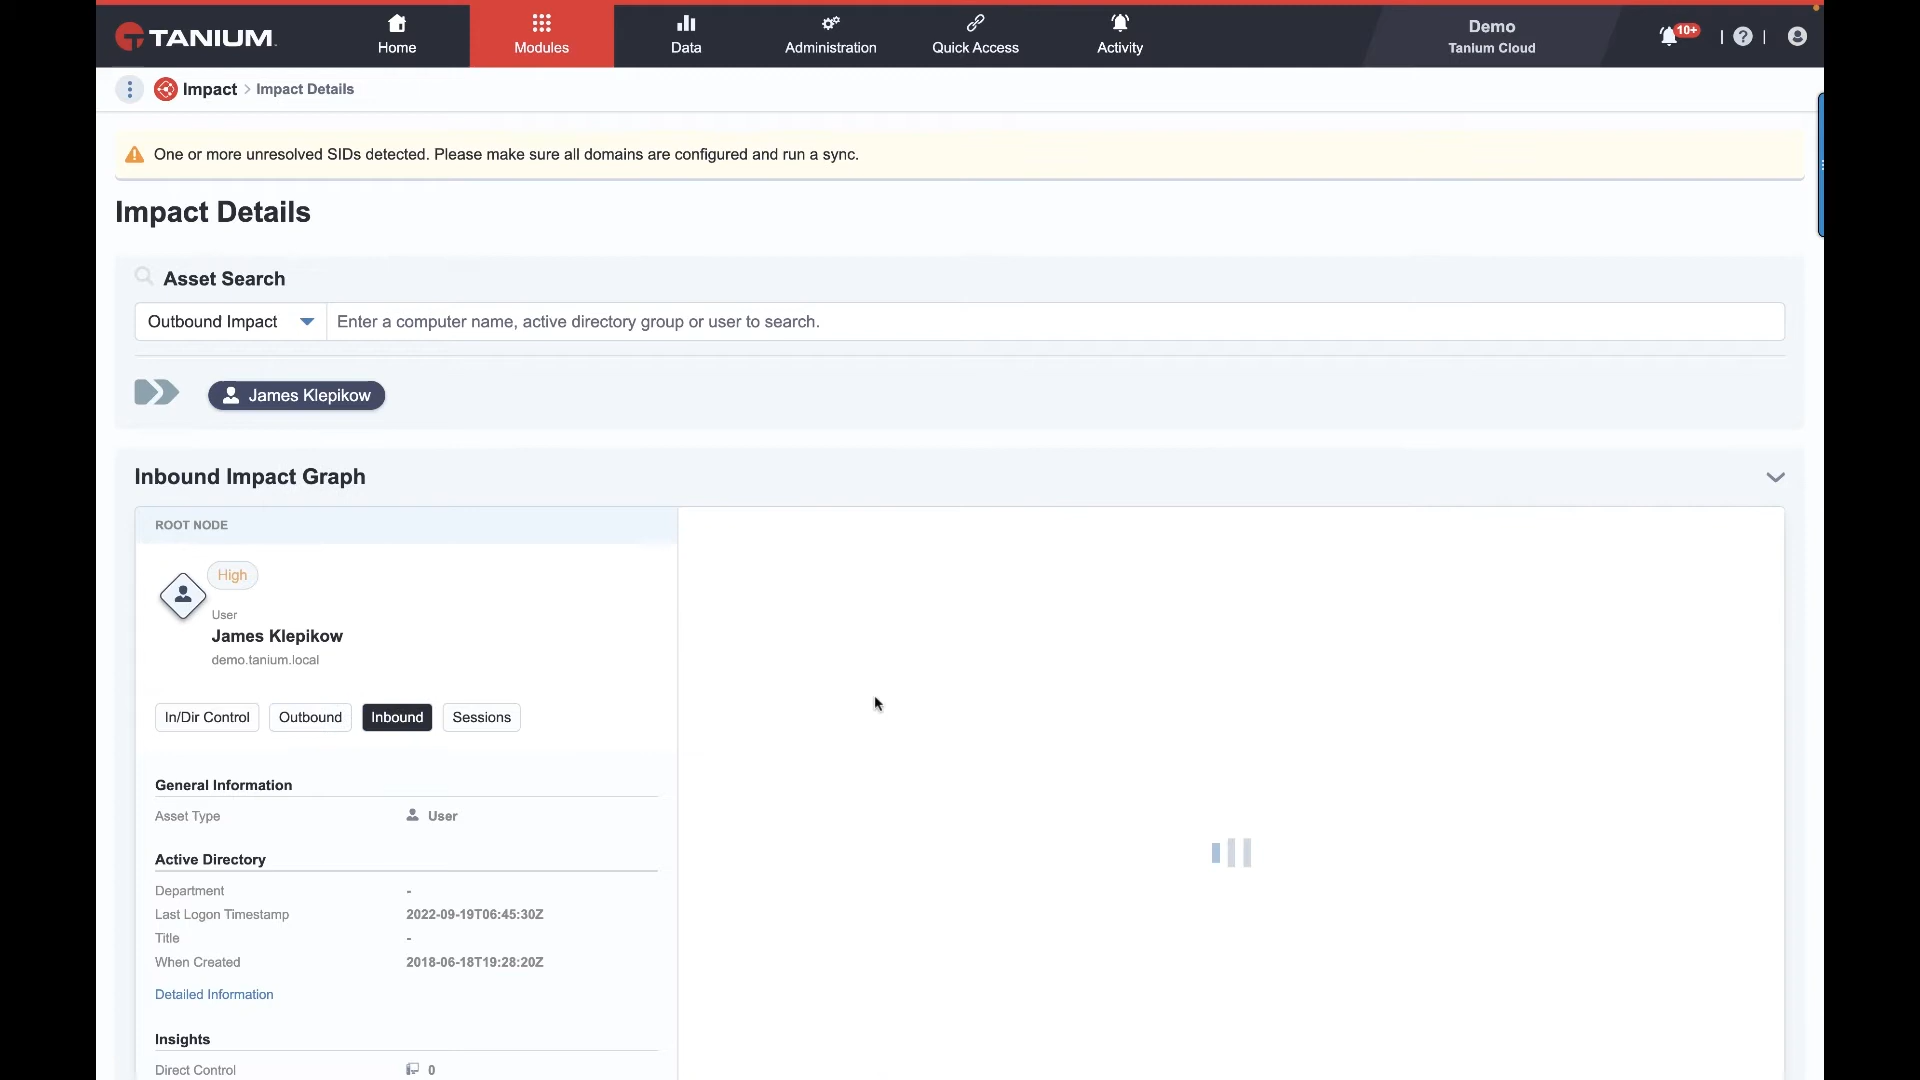 TANIUM
Home
Modules
Data
Administration
Quick Access
Activity
Demo
Tanium Cloud
10+
| ? |
Impact > Impact Details
One or more unresolved SIDs detected. Please make sure all domains are configured and run a sync.
Impact Details
Asset Search
Outbound Impact
Enter a computer name, active directory group or user to search.
James Klepikow
Inbound Impact Graph
ROOT NODE
High
User
James Klepikow
demo.tanium.local
In/Dir Control
Outbound
Inbound
Sessions
General Information
Asset Type
User
Active Directory
Department
-
Last Logon Timestamp
2022-09-19T06:45:30Z
Title
-
When Created
2018-06-18T19:28:20Z
Detailed Information
Insights
Direct Control
0